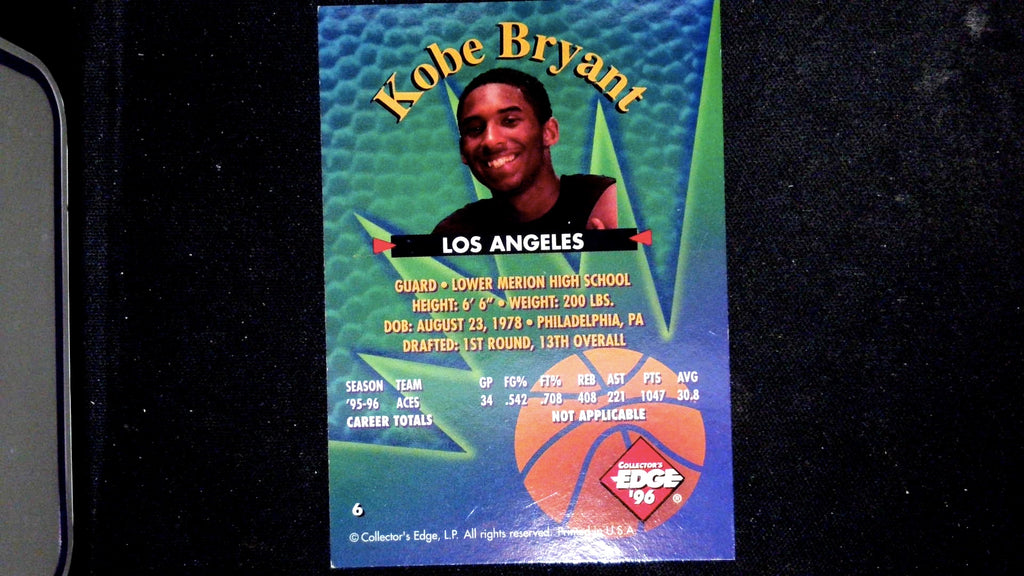 Kobe Bryant
LOS ANGELES
GUARD • LOWER MERION HIGH SCHOOL
HEIGHT: 6' 6" • WEIGHT: 200 LBS.
DOB: AUGUST 23, 1978 • PHILADELPHIA, PA
DRAFTED: 1ST ROUND, 13TH OVERALL
SEASON TEAM GP FG% FT% REB AST PTS AVG
'95-96 ACES 34 .542 .708 408 221 1047 30.8
CAREER TOTALS NOT APPLICABLE
COLLECTOR'S
EDGE
'96 ®
6
© Collector's Edge, L.P. All rights reserved. Printed in U.S.A.